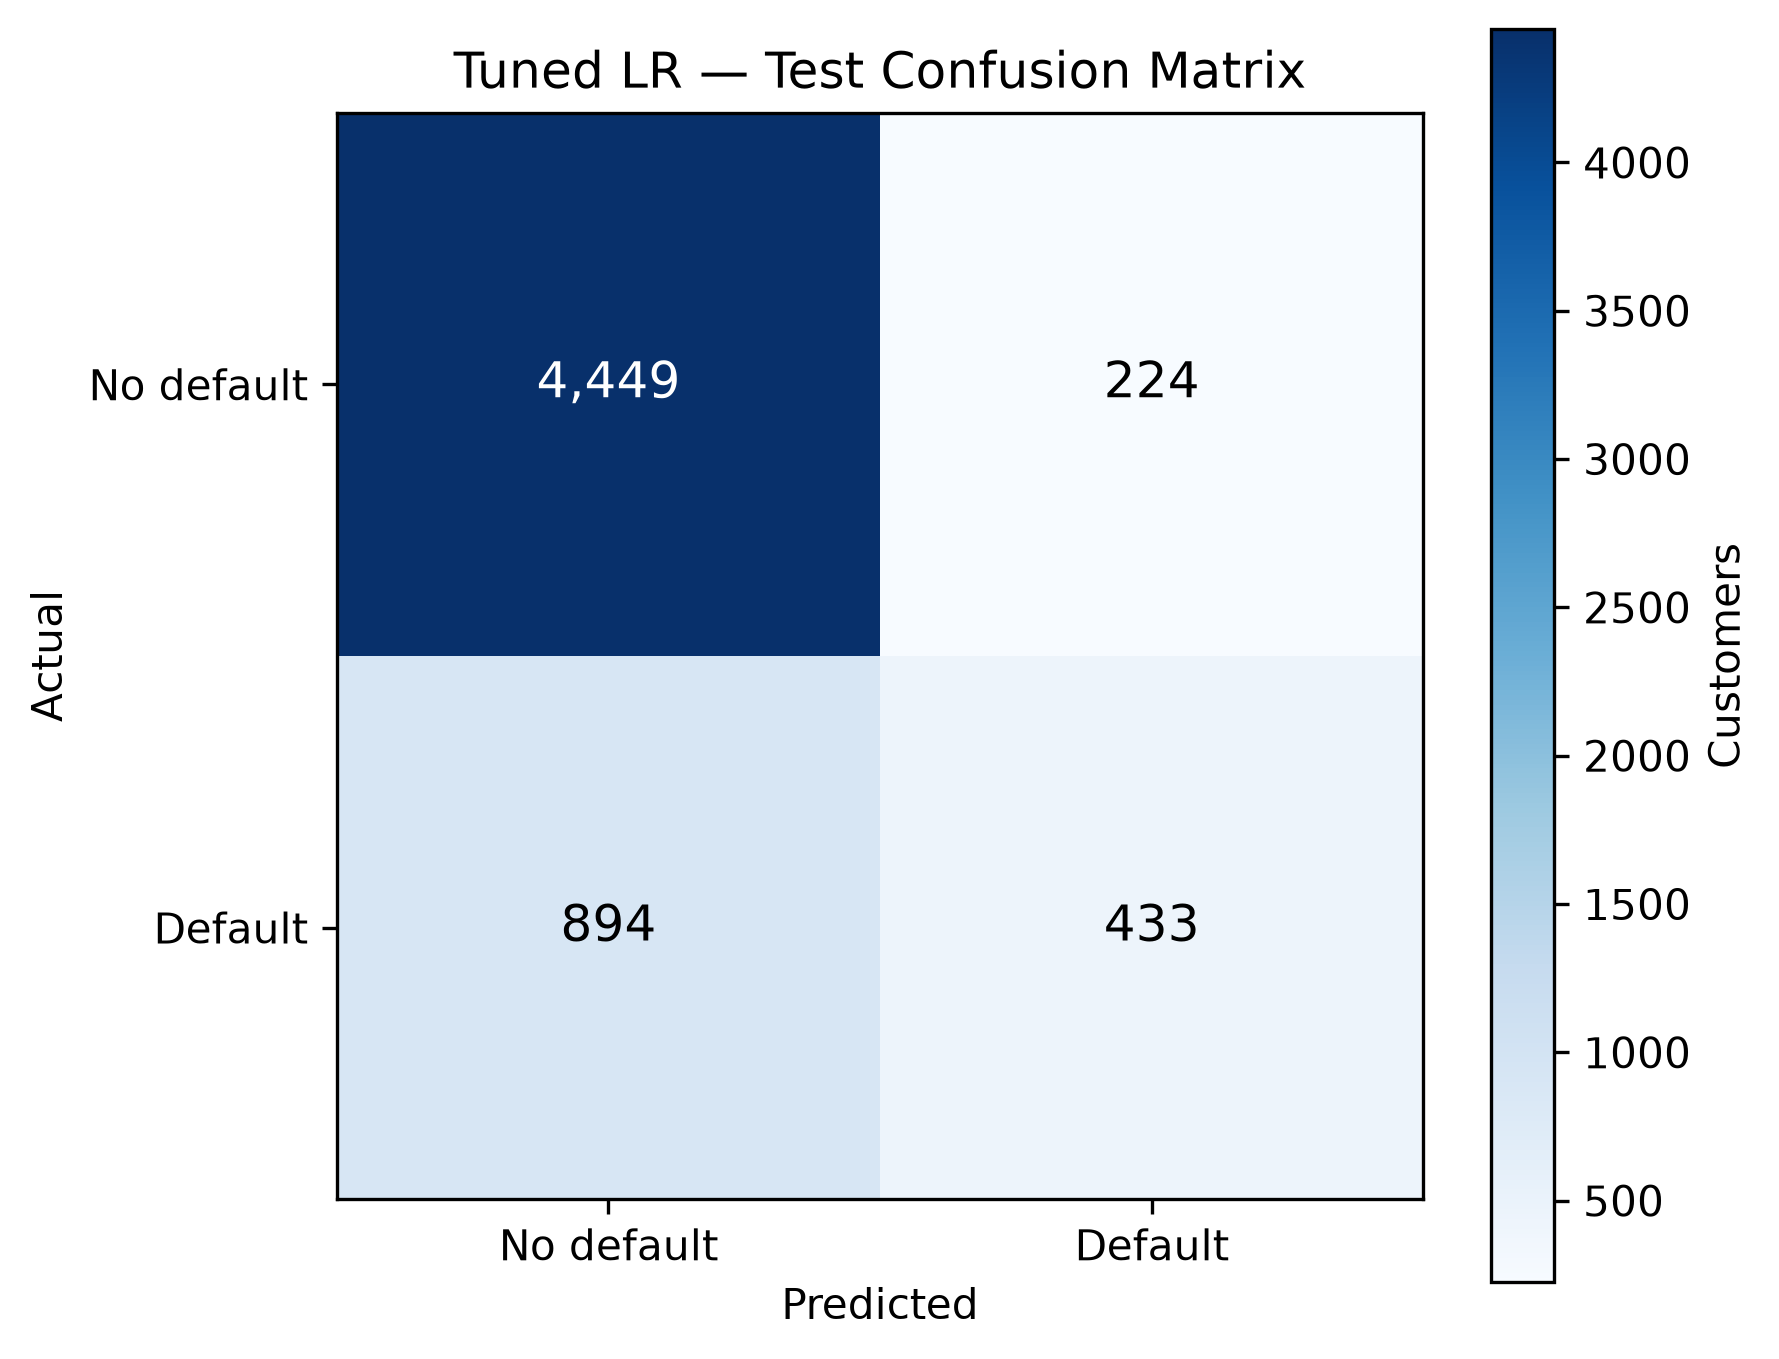 Tuned LR — Test Confusion Matrix
Actual
No default
Default
4,449
224
894
433
No default
Default
Predicted
4000
3500
3000
2500
2000
1500
1000
500
Customers